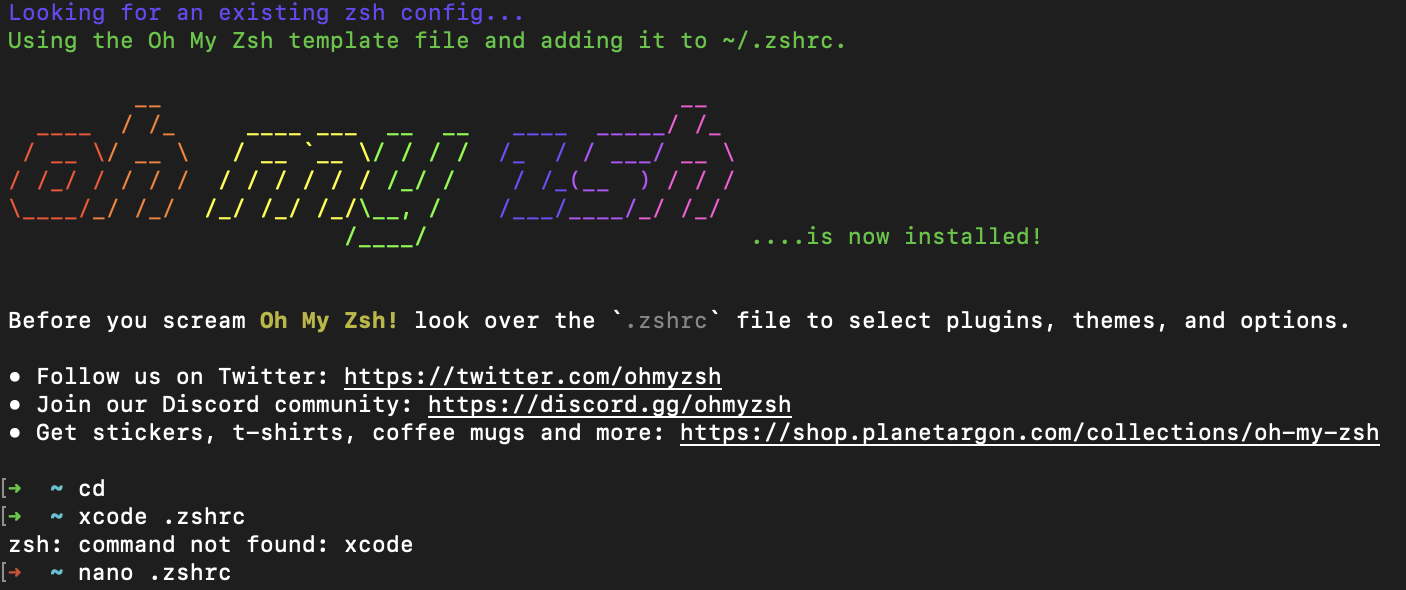 Looking for an existing zsh config...
Using the Oh My Zsh template file and adding it to ~/.zshrc.
                                       __                                       __
  ____  / /_     ____ ___  __  __   ____  _____/ /_
 / __ \/ __ \   / __ `__ \/ / / /  /_  / / ___/ __ \
/ /_/ / / / /  / / / / / / /_/ /    / /_(__  ) / / /
\____/_/ /_/  /_/ /_/ /_/\__, /    /___/____/_/ /_/
                        /____/                       ....is now installed!
Before you scream Oh My Zsh! look over the `.zshrc` file to select plugins, themes, and options.
• Follow us on Twitter: https://twitter.com/ohmyzsh
• Join our Discord community: https://discord.gg/ohmyzsh
• Get stickers, t-shirts, coffee mugs and more: https://shop.planetargon.com/collections/oh-my-zsh
[➜  ~ cd
[➜  ~ xcode .zshrc
zsh: command not found: xcode
[➜  ~ nano .zshrc